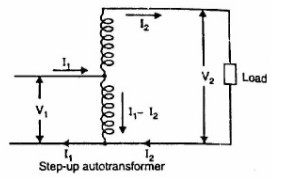 I₂
I₁
V₂
Load
V₁
I₁– I₂
I₁
I₂
Step-up autotransformer